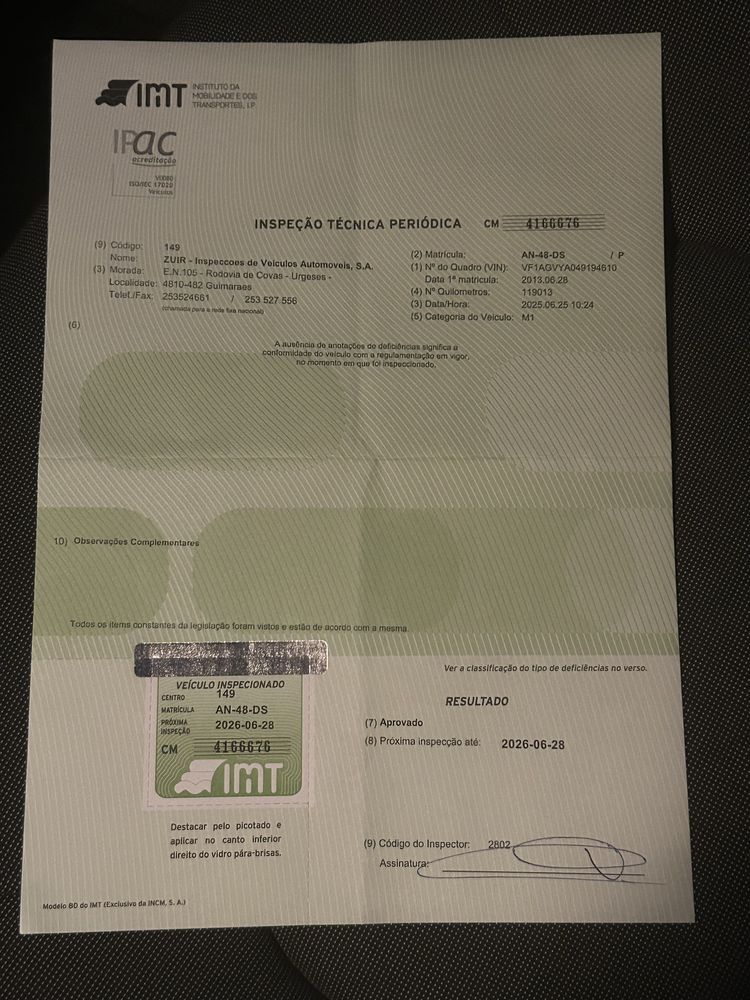 IMT INSTITUTO DA
MOBILIDADE E DOS
TRANSPORTES, I.P.
IPAC
acreditação
V0080
ISO/IEC 17020
Veículos
INSPEÇÃO TÉCNICA PERIÓDICA CM 4166676
(9) Código: 149
Nome: ZUIR - Inspeccoes de Veiculos Automoveis, S.A.
(3) Morada: E.N.105 - Rodovia de Covas - Urgeses -
Localidade: 4810-482 Guimaraes
Telef./Fax: 253524661 / 253 527 556
(chamada para a rede fixa nacional)
(2) Matrícula: AN-48-DS / P
(1) Nº do Quadro (VIN): VF1AGVYA049194610
Data 1ª matrícula: 2013.06.28
(4) Nº Quilometros: 119013
(3) Data/Hora: 2025.06.25 10:24
(5) Categoria do Veículo: M1
(6)
A ausência de anotações de deficiências significa a
conformidade do veículo com a regulamentação em vigor,
no momento em que foi inspeccionado.
10) Observações Complementares
Todos os items constantes da legislação foram vistos e estão de acordo com a mesma.
VEÍCULO INSPECIONADO
CENTRO 149
MATRÍCULA AN-48-DS
PRÓXIMA
INSPEÇÃO 2026-06-28
CM 4166676
IMT
Destacar pelo picotado e
aplicar no canto inferior
direito do vidro pára-brisas.
Ver a classificação do tipo de deficiências no verso.
RESULTADO
(7) Aprovado
(8) Próxima inspecção até: 2026-06-28
(9) Código do Inspector: 2802
Assinatura:
Modelo 80 do IMT (Exclusivo da INCM, S. A.)